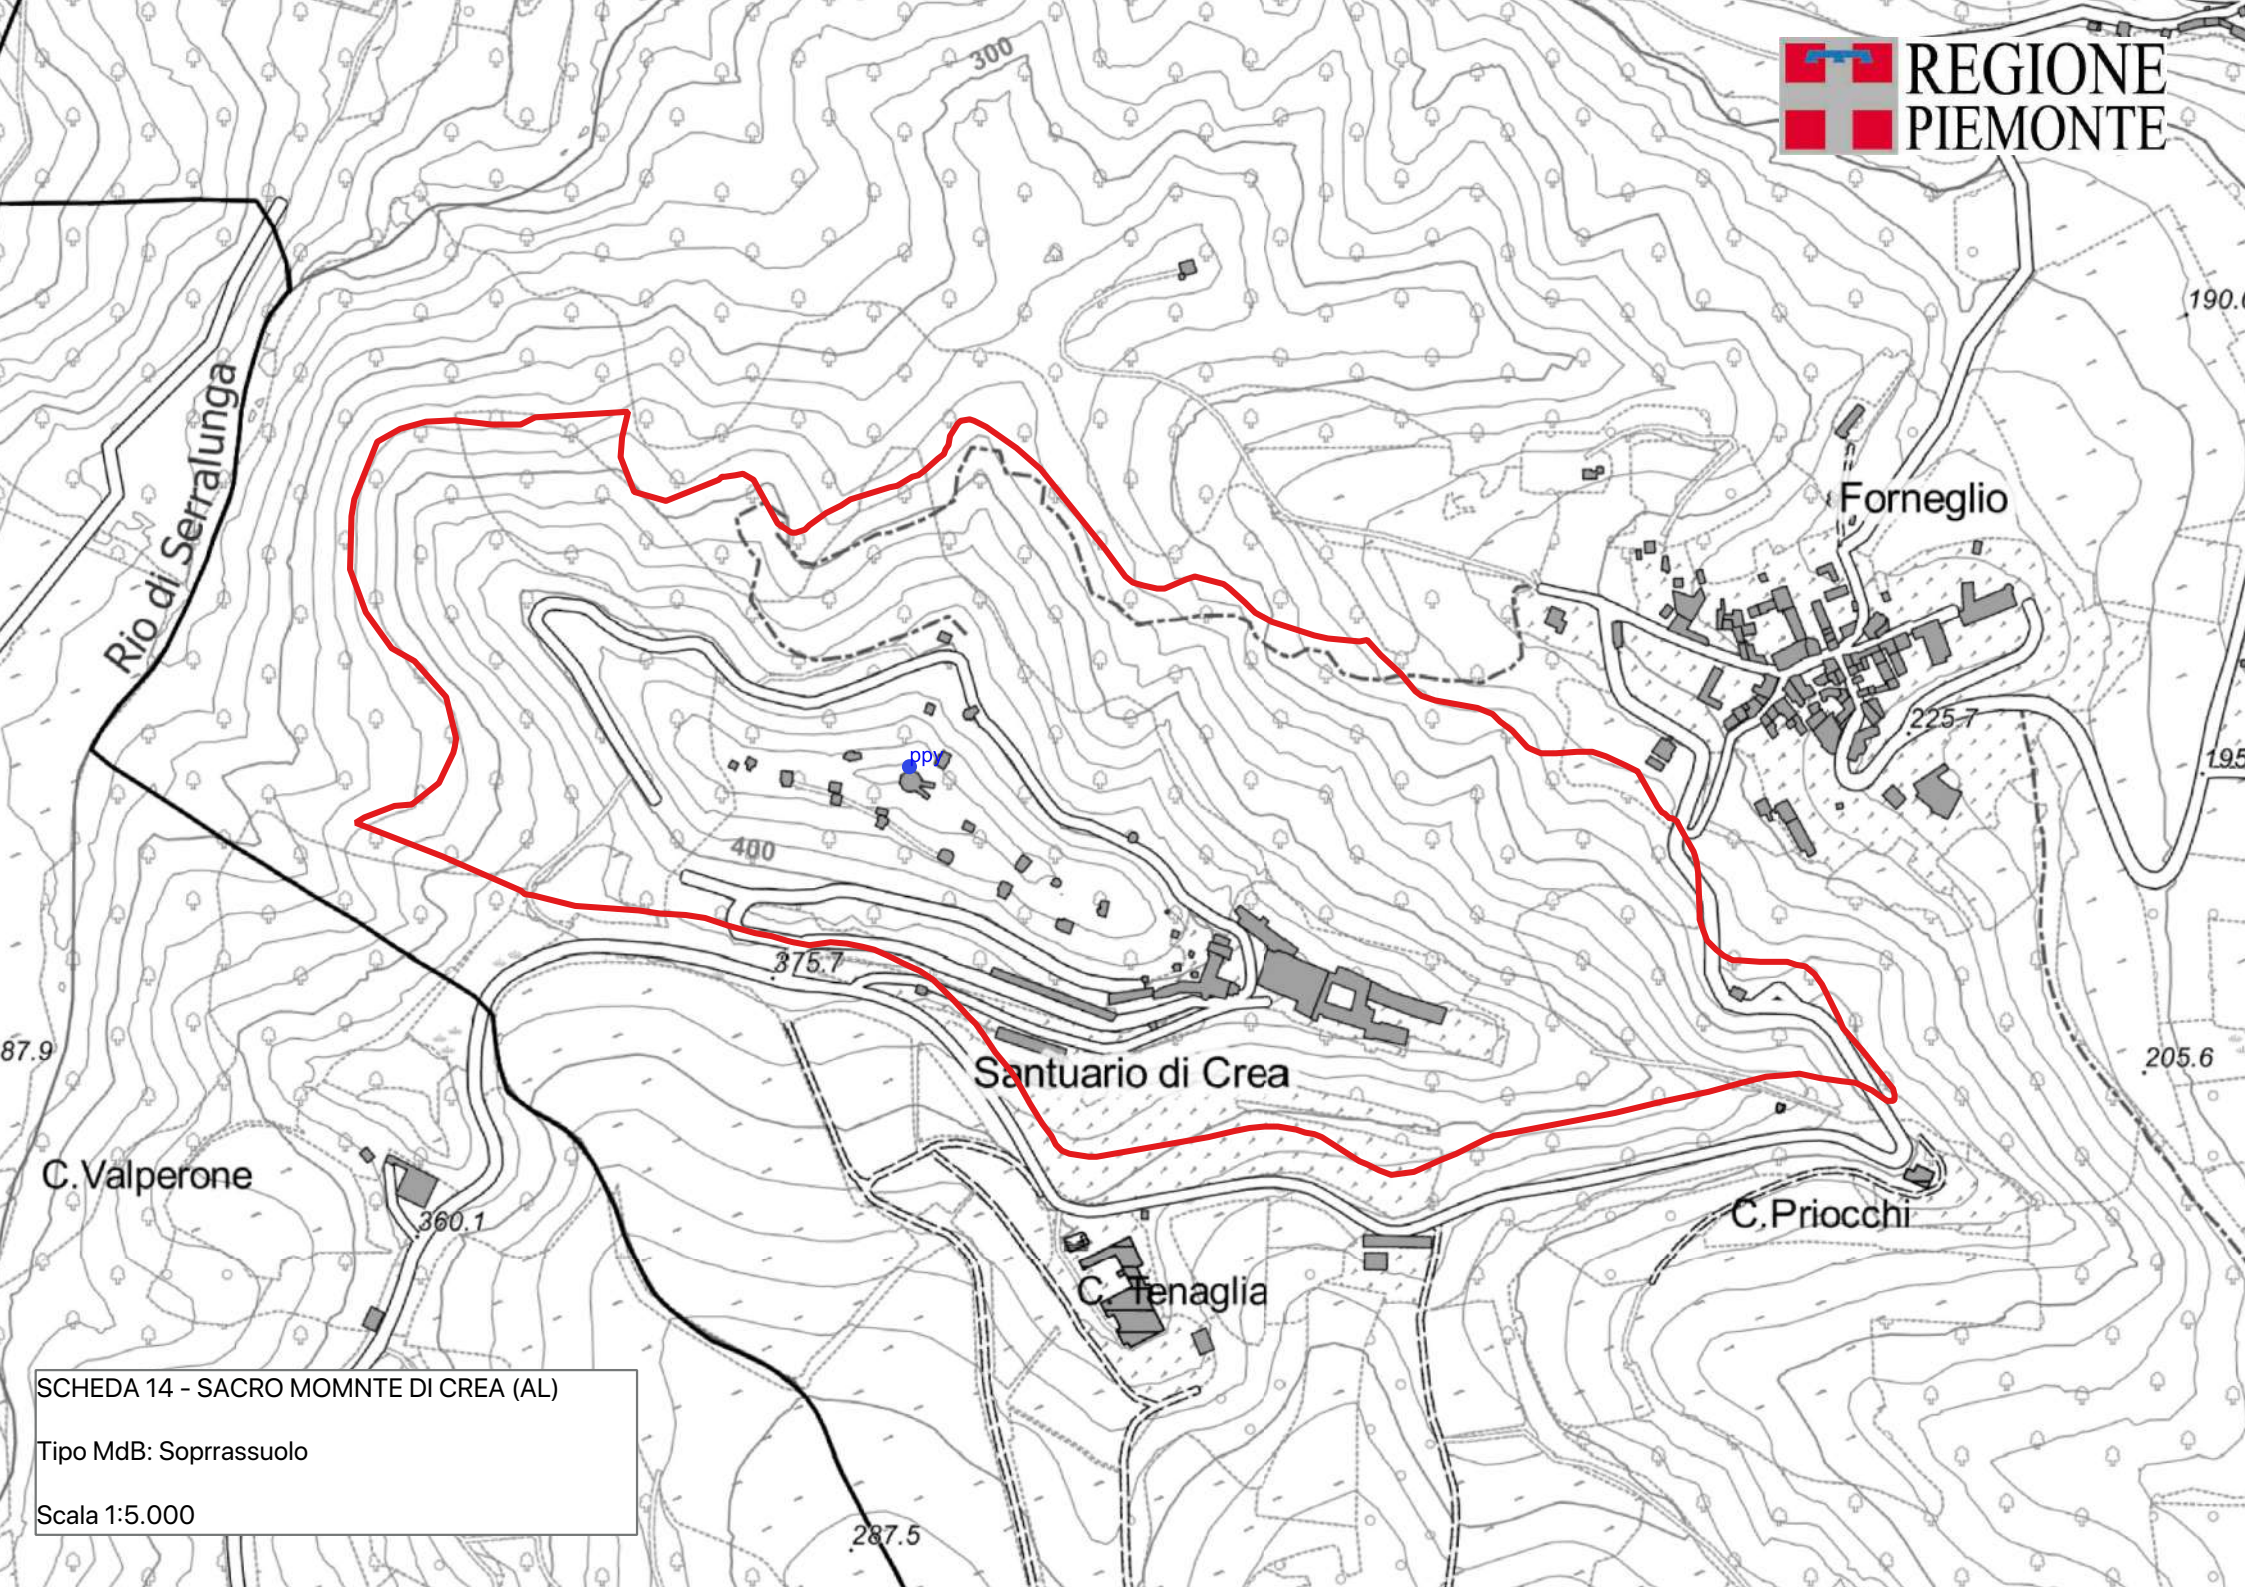 300
REGIONE
PIEMONTE
190.
Rio di Serralunga
Forneglio
225.7
195
ppy
400
375.7
Santuario di Crea
87.9
205.6
C.Valperone
360.1
C.Priocchi
C. Tenaglia
SCHEDA 14 - SACRO MOMNTE DI CREA (AL)
Tipo MdB: Soprrassuolo
Scala 1:5.000
287.5